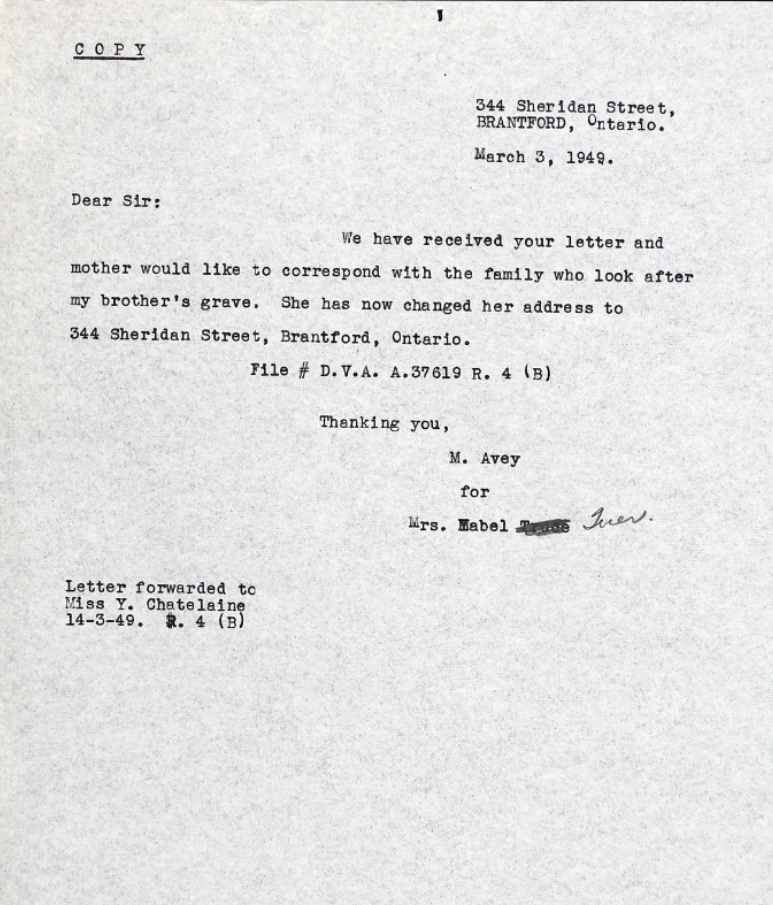 COPY
344 Sheridan Street,
BRANTFORD, Ontario.
March 3, 1949.
Dear Sir:
We have received your letter and
mother would like to correspond with the family who look after
my brother's grave. She has now changed her address to
344 Sheridan Street, Brantford, Ontario.
File # D.V.A. A.37619 R. 4 (B)
Thanking you,
M. Avey
for
Mrs. Mabel
Letter forwarded to
Miss Y. Chatelaine
14-3-49. R. 4 (B)